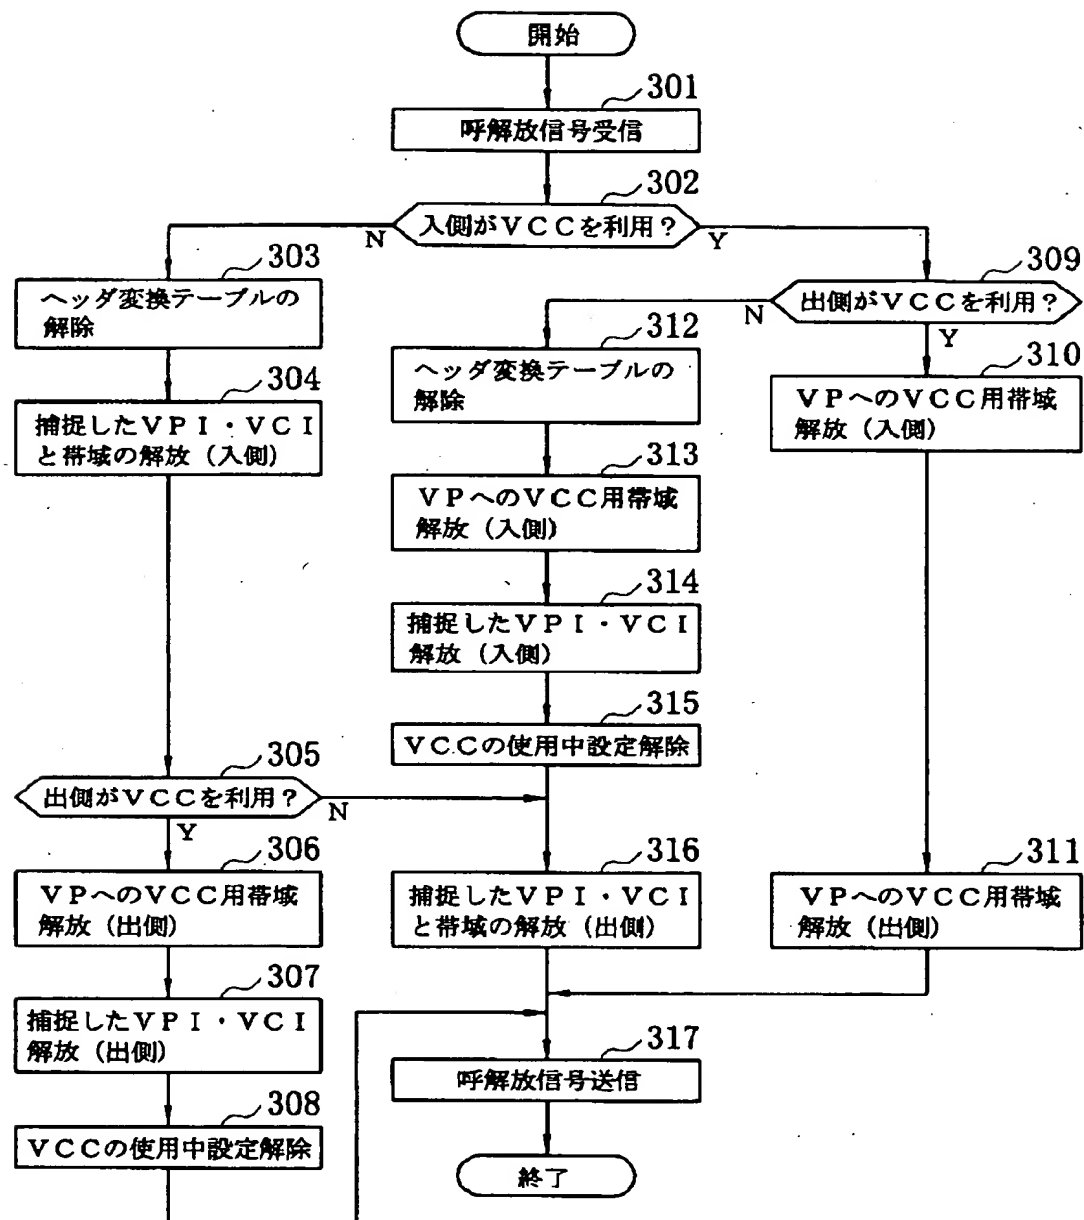 開始
301
呼解放信号受信
302
入側がVCCを利用?
N
Y
303
ヘッダ変換テーブルの
解除
304
捕捉したVPI・VCI
と帯域の解放(入側)
305
出側がVCCを利用?
N
Y
306
VPへのVCC用帯域
解放(出側)
307
捕捉したVPI・VCI
解放(出側)
308
VCCの使用中設定解除
309
出側がVCCを利用?
N
Y
310
VPへのVCC用帯域
解放(入側)
311
VPへのVCC用帯域
解放(出側)
312
ヘッダ変換テーブルの
解除
313
VPへのVCC用帯域
解放(入側)
314
捕捉したVPI・VCI
解放(入側)
315
VCCの使用中設定解除
316
捕捉したVPI・VCI
と帯域の解放(出側)
317
呼解放信号送信
終了